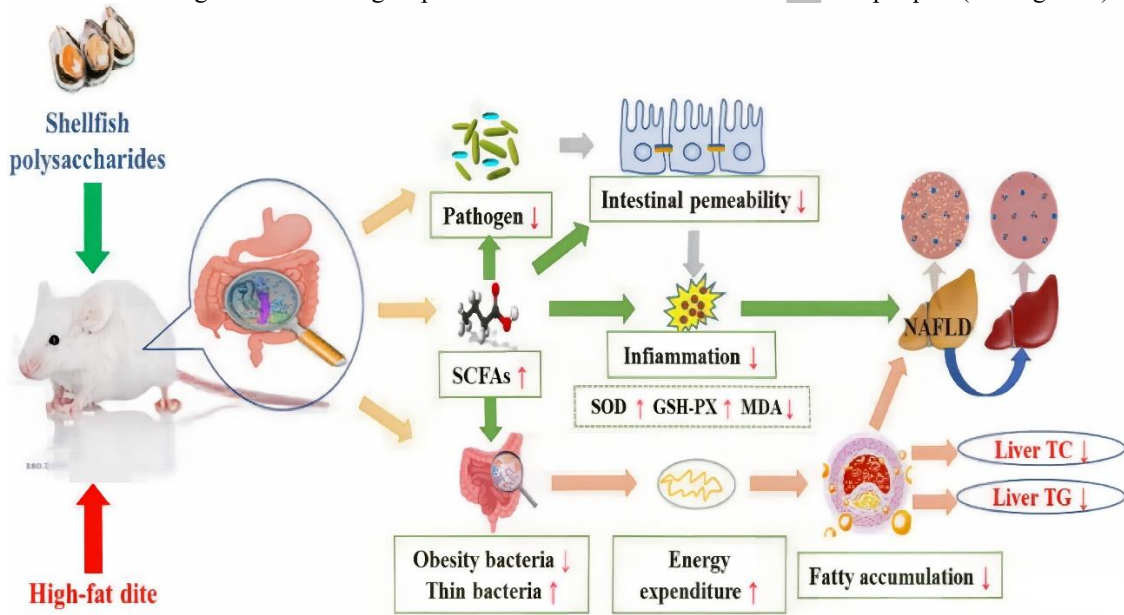 Shellfish
polysaccharides
Pathogen ↓
Intestinal pemeability ↓
SCFAs ↑
Infiammation ↓
SOD ↑ GSH-PX ↑ MDA ↓
NAFLD
Liver TC ↓
Liver TG ↓
Obesity bacteria ↓
Thin bacteria ↑
Energy
expenditure ↑
Fatty accumulation ↓
High-fat dite